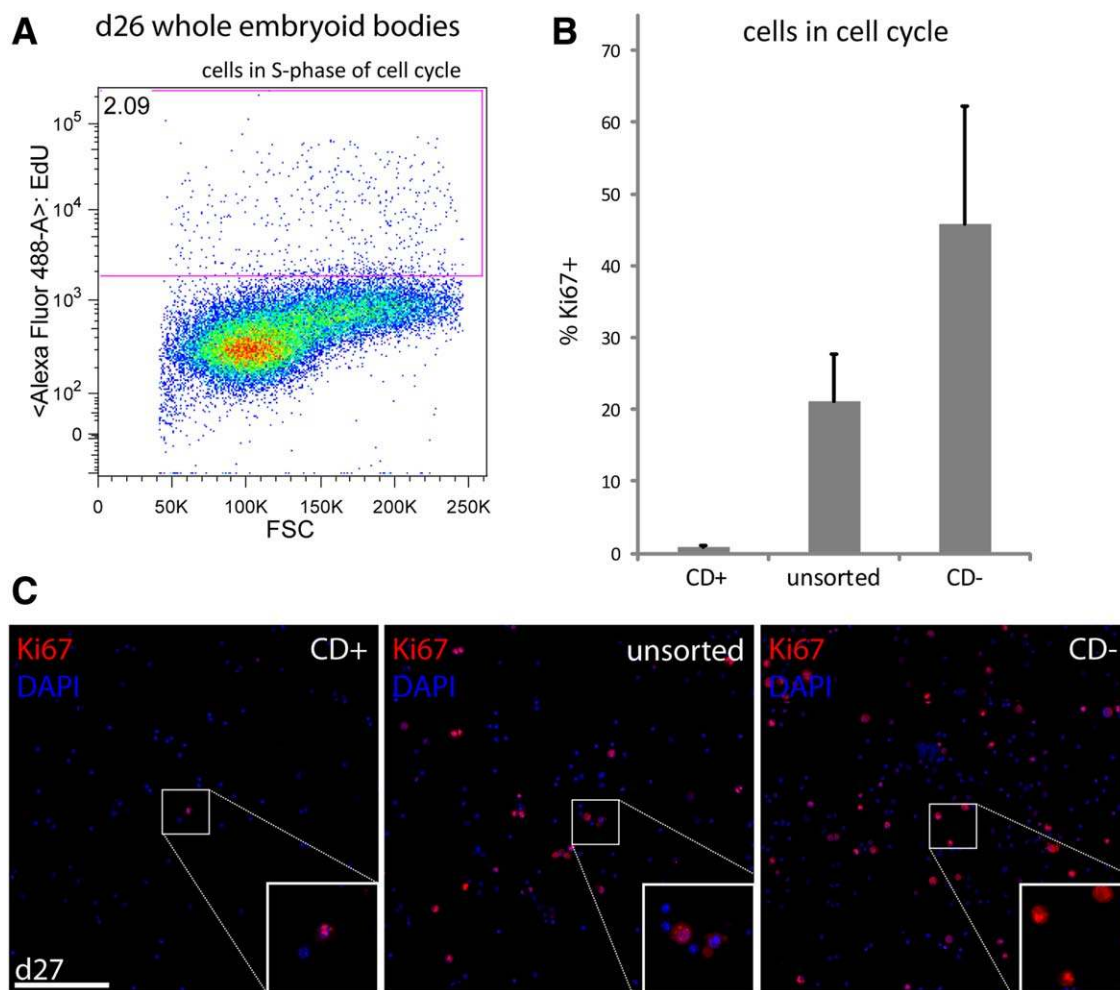 A
d26 whole embryoid bodies
cells in S-phase of cell cycle
2.09
10^5
10^4
10^3
10^2
0
<Alexa Fluor 488-A>: EdU
0 50K 100K 150K 200K 250K
FSC
B
cells in cell cycle
70
60
50
40
30
20
10
0
% Ki67+
CD+ unsorted CD-
C
Ki67 CD+
DAPI
d27
Ki67 unsorted
DAPI
Ki67 CD-
DAPI